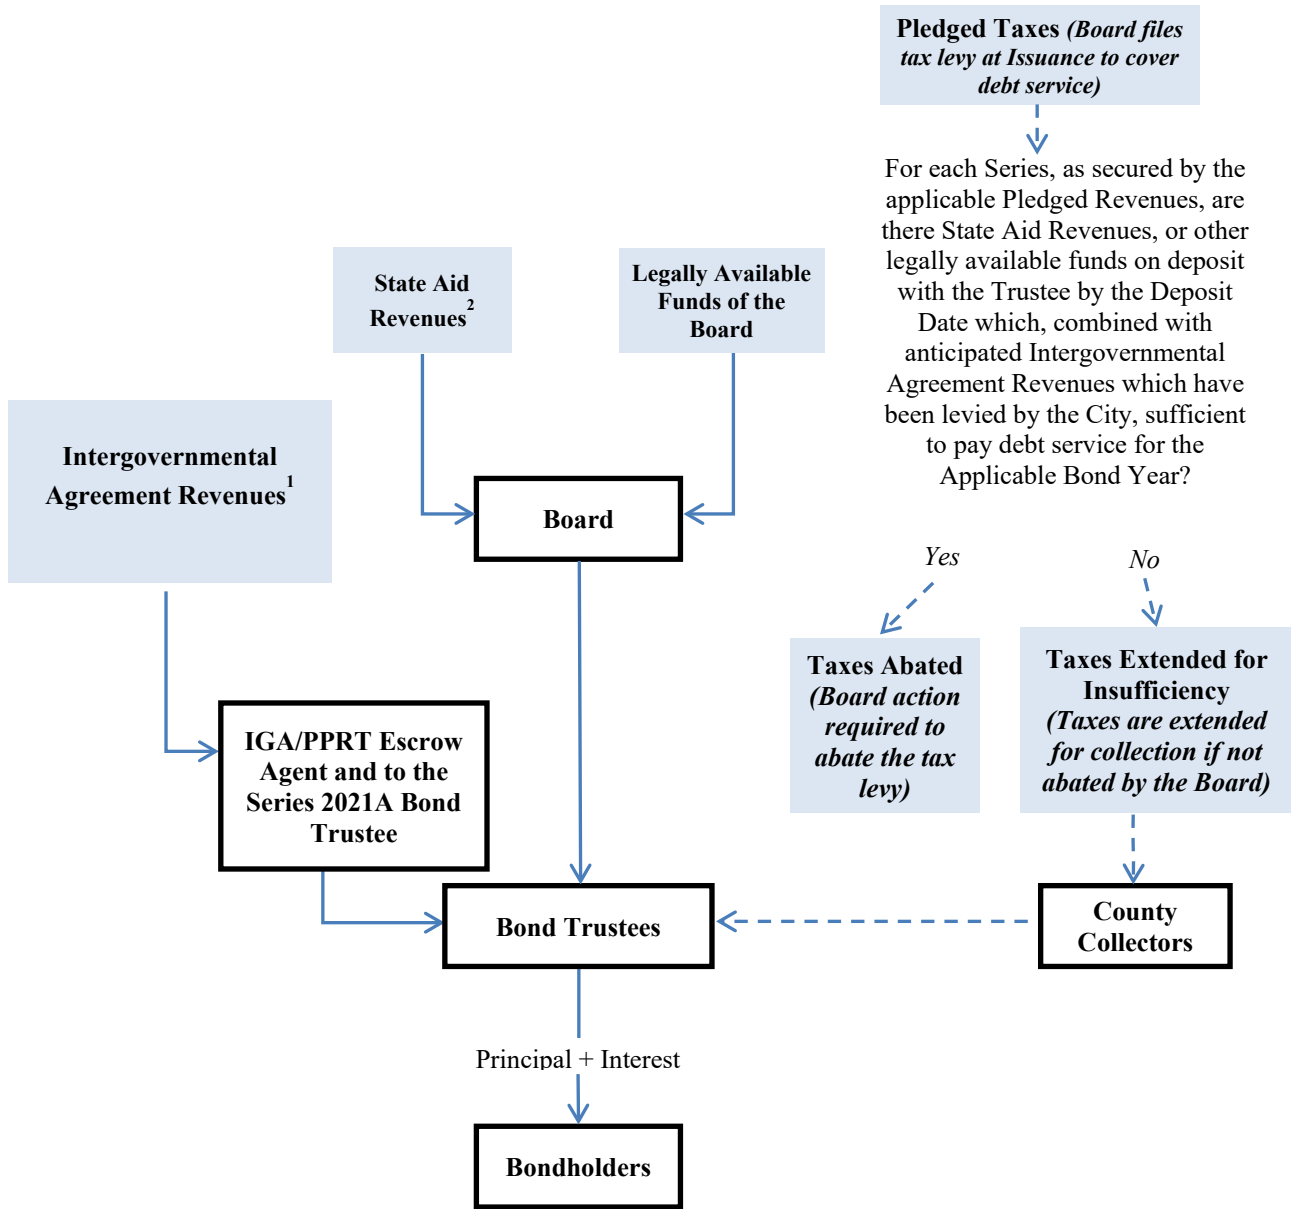 Pledged Taxes (Board files
tax levy at Issuance to cover
debt service)
For each Series, as secured by the
applicable Pledged Revenues, are
there State Aid Revenues, or other
legally available funds on deposit
with the Trustee by the Deposit
Date which, combined with
anticipated Intergovernmental
Agreement Revenues which have
been levied by the City, sufficient
to pay debt service for the
Applicable Bond Year?
State Aid
Revenues2
Legally Available
Funds of the
Board
Intergovernmental
Agreement Revenues1
Board
Yes
No
Taxes Abated
(Board action
required to
abate the tax
levy)
Taxes Extended for
Insufficiency
(Taxes are extended
for collection if not
abated by the Board)
IGA/PPRT Escrow
Agent and to the
Series 2021A Bond
Trustee
Bond Trustees
County
Collectors
Principal + Interest
Bondholders